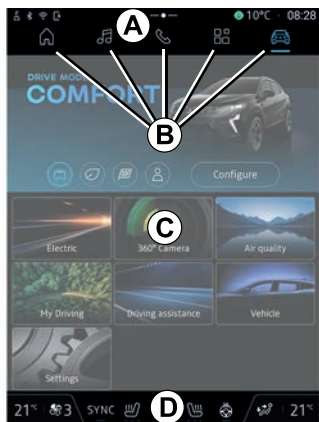 A 10°C 08:28
DRIVE MODE
COMFORT
B
Configure
Electric 360° Camera Air quality
C
My Driving Driving assistance Vehicle
Settings
21°C 3 SYNC D 21°C